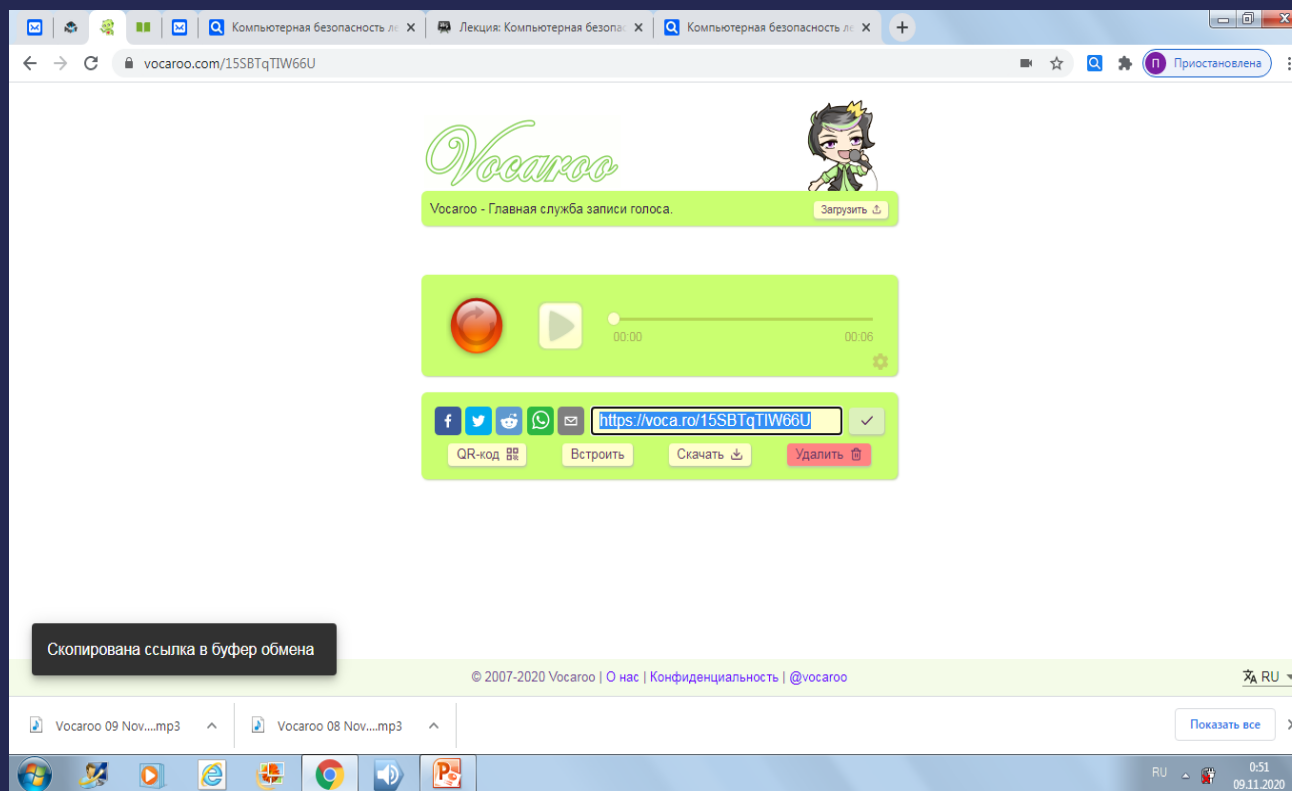 Компьютерная безопасность ле
Лекция: Компьютерная безопас
Компьютерная безопасность ле
vocaroo.com/15SBTqTIW66U
П
Приостановлена
Vocaroo
Vocaroo - Главная служба записи голоса.
Загрузить
00:00
00:06
https://voca.ro/15SBTqTIW66U
QR-код
Встроить
Скачать
Удалить
Скопирована ссылка в буфер обмена
© 2007-2020 Vocaroo | О нас | Конфиденциальность | @vocaroo
RU
Vocaroo 09 Nov....mp3
Vocaroo 08 Nov....mp3
Показать все
RU
0:51
09.11.2020